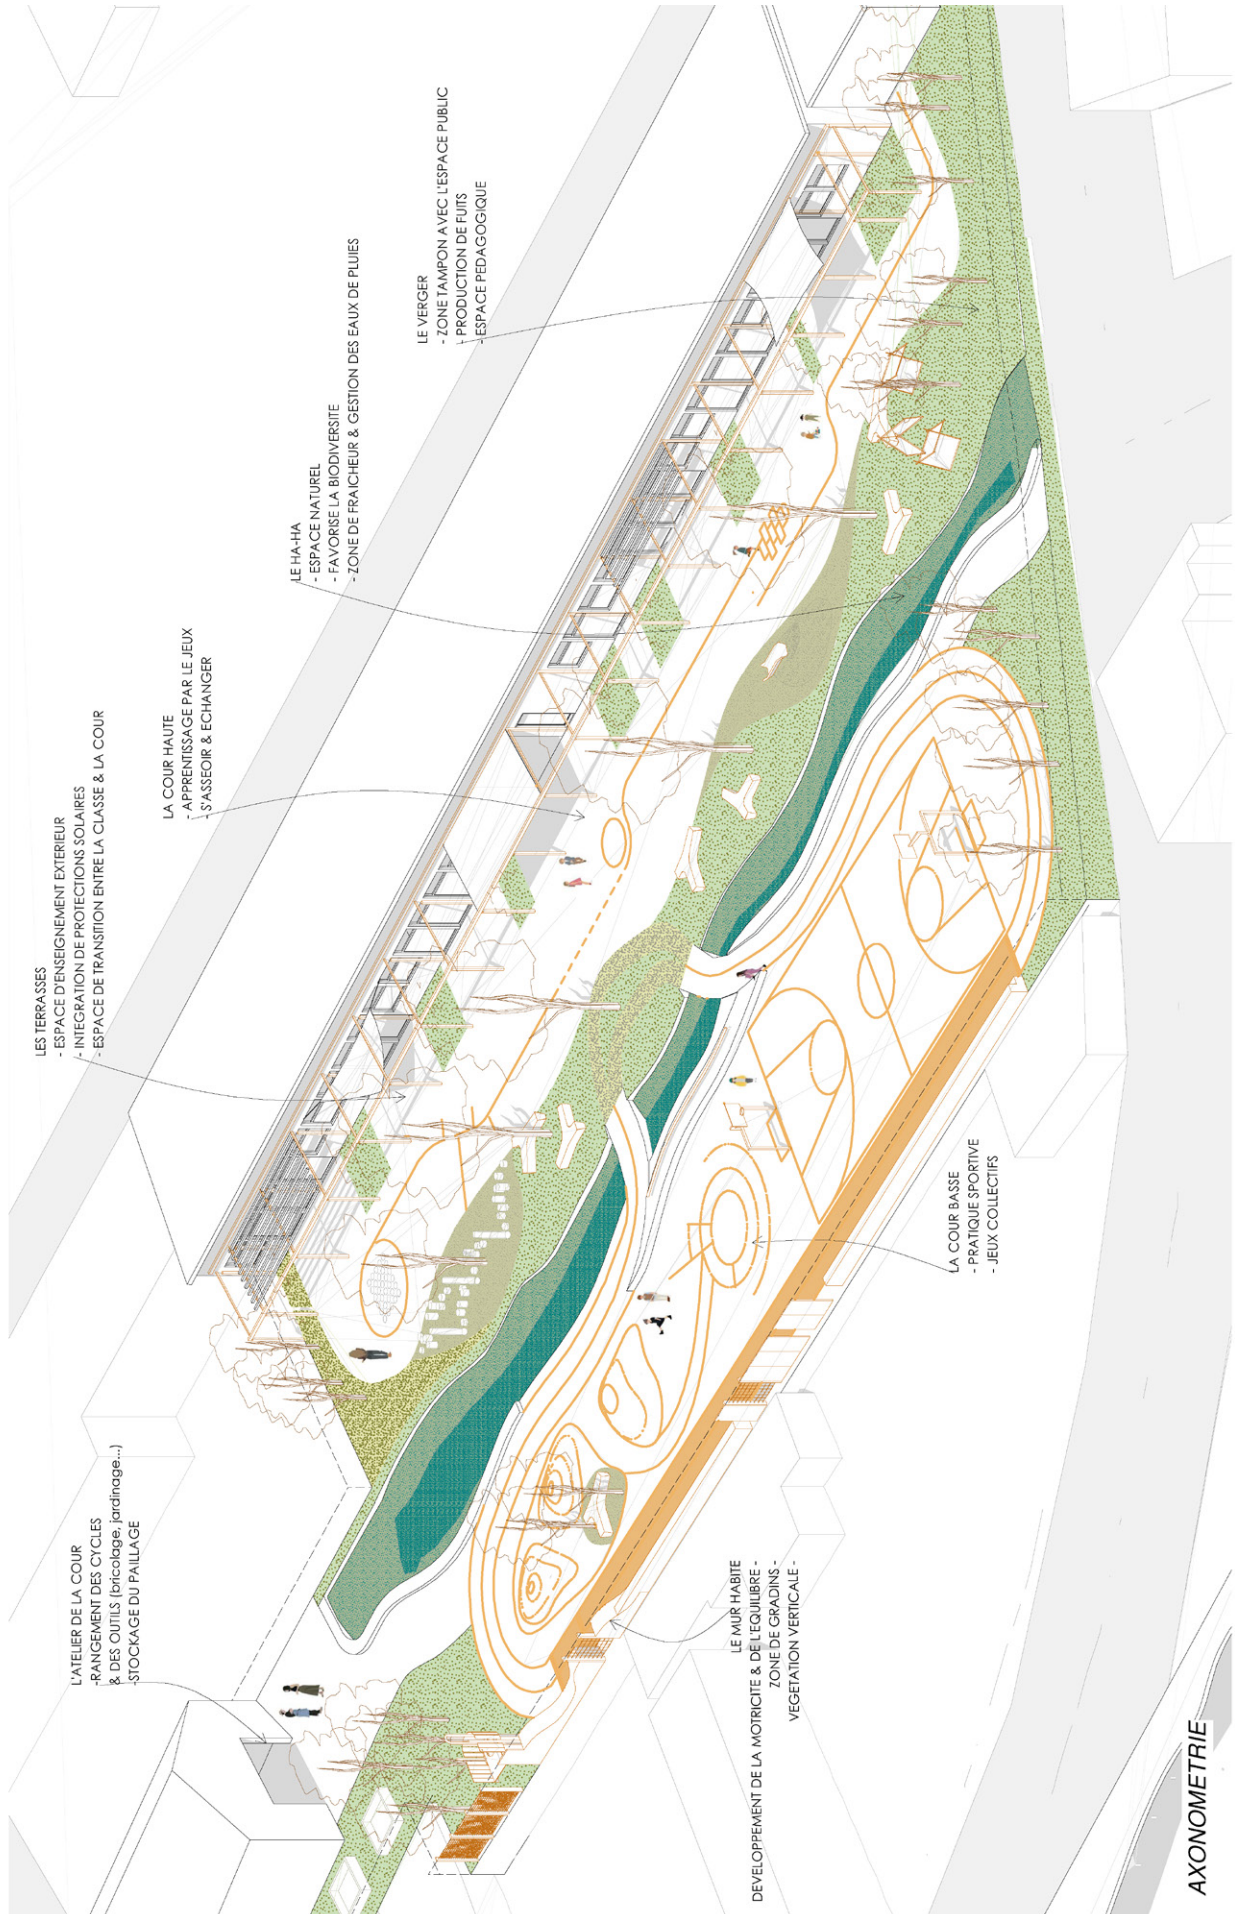 L'ATELIER DE LA COUR
-RANGEMENT DES CYCLES
& DES OUTILS (bricolage, jardinage...)
-STOCKAGE DU PAILLAGE
LES TERRASSES
- ESPACE D'ENSEIGNEMENT EXTERIEUR
- INTEGRATION DE PROTECTIONS SOLAIRES
- ESPACE DE TRANSITION ENTRE LA CLASSE & LA COUR
LA COUR HAUTE
- APPRENTISSAGE PAR LE JEUX
- S'ASSEOIR & ECHANGER
LE HA-HA
- ESPACE NATUREL
- FAVORISE LA BIODIVERSITE
- ZONE DE FRAICHEUR & GESTION DES EAUX DE PLUIES
LE VERGER
- ZONE TAMPON AVEC L'ESPACE PUBLIC
- PRODUCTION DE FUITS
- ESPACE PEDAGOGIQUE
LE MUR HABITE
DEVELOPPEMENT DE LA MOTRICITE & DE L'EQUILIBRE -
ZONE DE GRADINS -
VEGETATION VERTICALE -
LA COUR BASSE
- PRATIQUE SPORTIVE
- JEUX COLLECTIFS
AXONOMETRIE